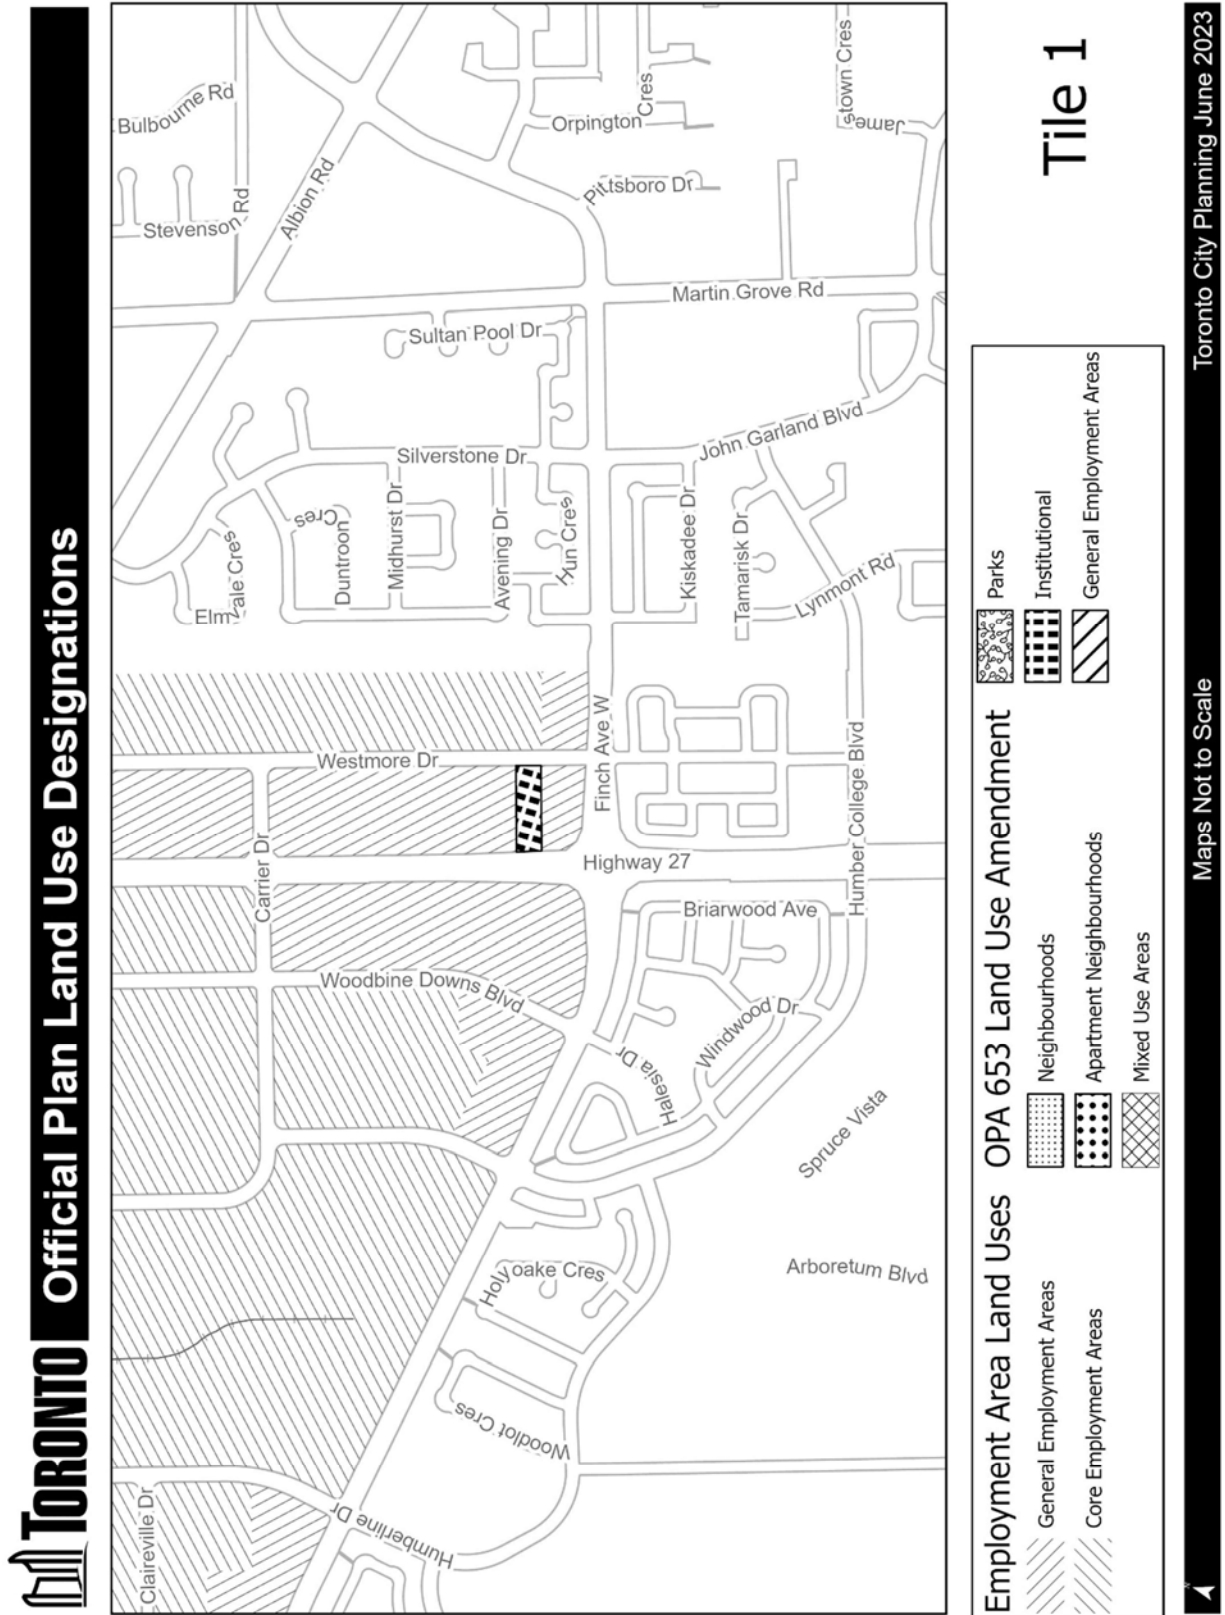 TORONTO Official Plan Land Use Designations
Bulbourne Rd
Stevenson Rd
Albion Rd
Orpington Cres
Jamestown Cres
Pittsboro Dr
Martin Grove Rd
Sultan Pool Dr
Silverstone Dr
John Garland Blvd
Elmvale Cres
Duntroon Cres
Midhurst Dr
Avening Dr
Hun Cres
Kiskadee Dr
Tamarisk Dr
Lynmont Rd
Westmore Dr
Finch Ave W
Humber College Blvd
Carrier Dr
Highway 27
Briarwood Ave
Woodbine Downs Blvd
Windwood Dr
Halesia Dr
Spruce Vista
Arboretum Blvd
Holyoake Cres
Woodlot Cres
Humberline Dr
Claireville Dr
Employment Area Land Uses
General Employment Areas
Core Employment Areas
OPA 653 Land Use Amendment
Neighbourhoods
Apartment Neighbourhoods
Mixed Use Areas
Parks
Institutional
General Employment Areas
Tile 1
N
Maps Not to Scale
Toronto City Planning June 2023